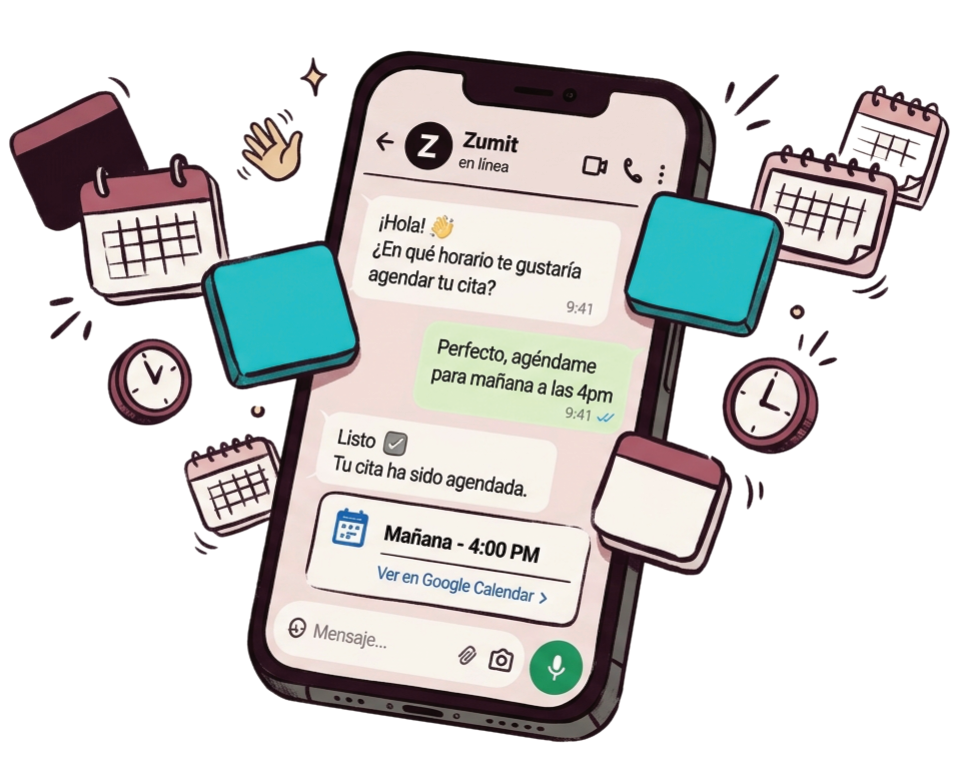 Z
Zumit
en línea
¡Hola! 👋
¿En qué horario te gustaría
agendar tu cita?
9:41
Perfecto, agéndame
para mañana a las 4pm
9:41
Listo ☑
Tu cita ha sido agendada.
Mañana - 4:00 PM
Ver en Google Calendar >
Mensaje...